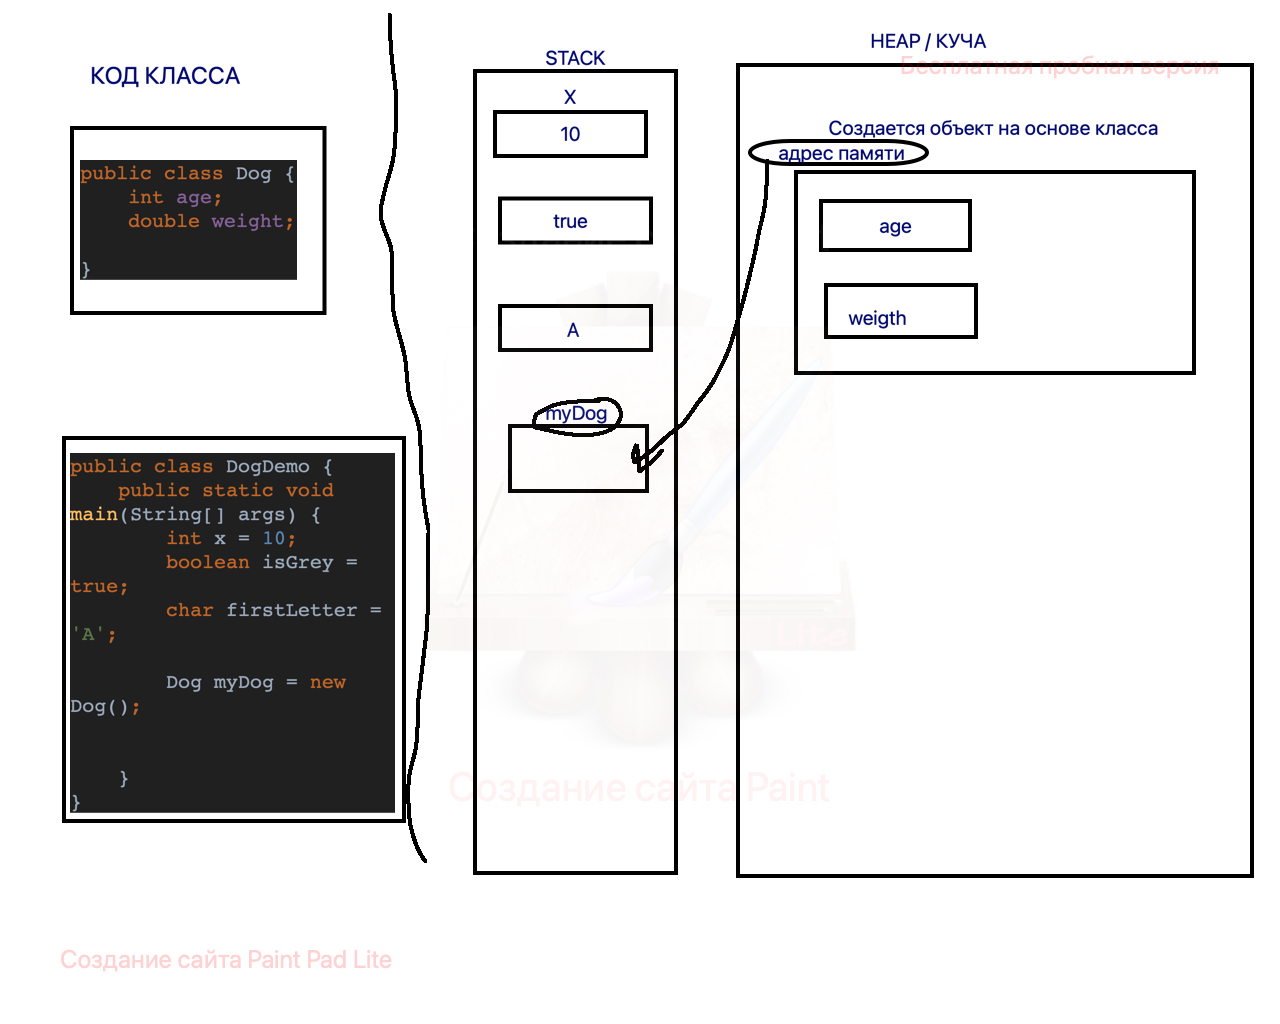 КОД КЛАССА
public class Dog {
int age;
double weight;
}
public class DogDemo {
public static void
main(String[] args) {
int x = 10;
boolean isGrey =
true;
char firstLetter =
'A';
Dog myDog = new
Dog();
}
}
STACK
X
10
true
A
myDog
HEAP / КУЧА
Бесплатная пробная версия
Создается объект на основе класса
адрес памяти
age
weigth
Lite
Создание сайта Paint
Создание сайта Paint Pad Lite